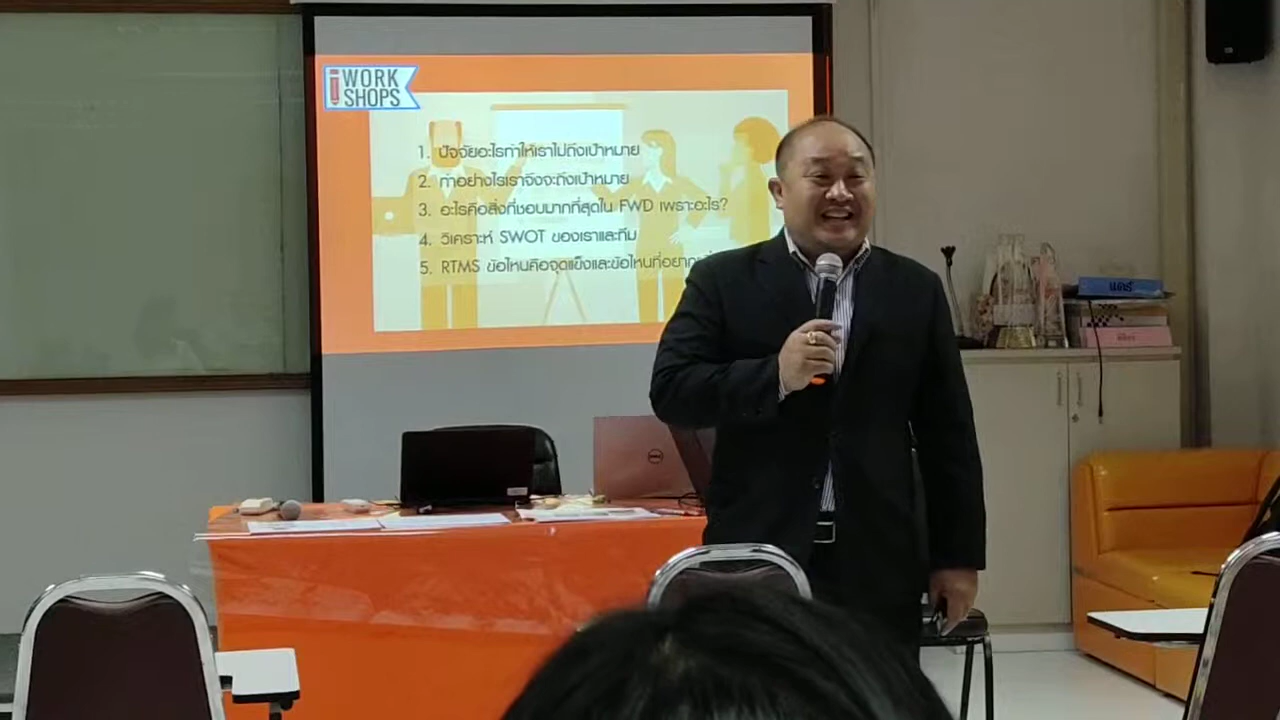 WORK
SHOPS
1. ปัจจัยอะไรทำให้เราไปถึงเป้าหมาย
2. ทำอย่างไรเราจึงจะถึงเป้าหมาย
3. อะไรคือสิ่งที่ชอบมากที่สุดใน FWD เพราะอะไร?
4. วิเคราะห์ SWOT ของเราและทีม
5. RTMS ข้อไหนคือจุดแข็งและข้อไหนที่อยาก
DELL